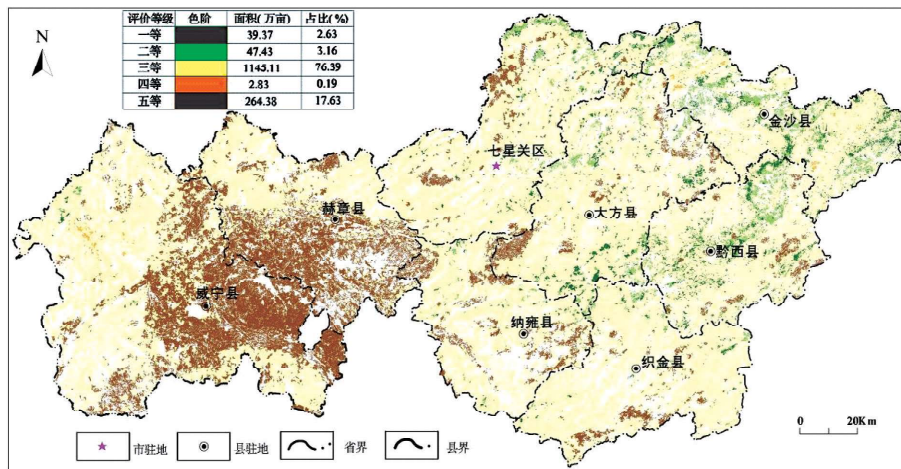 评价等级 色阶 面积(万亩) 占比(%)
一等 39.37 2.63
二等 47.43 3.16
三等 1145.11 76.39
四等 2.83 0.19
五等 264.38 17.63
N
金沙县
七星关区
赫章县
大方县
黔西县
威宁县
纳雍县
织金县
0 20Km
市驻地 县驻地 省界 县界